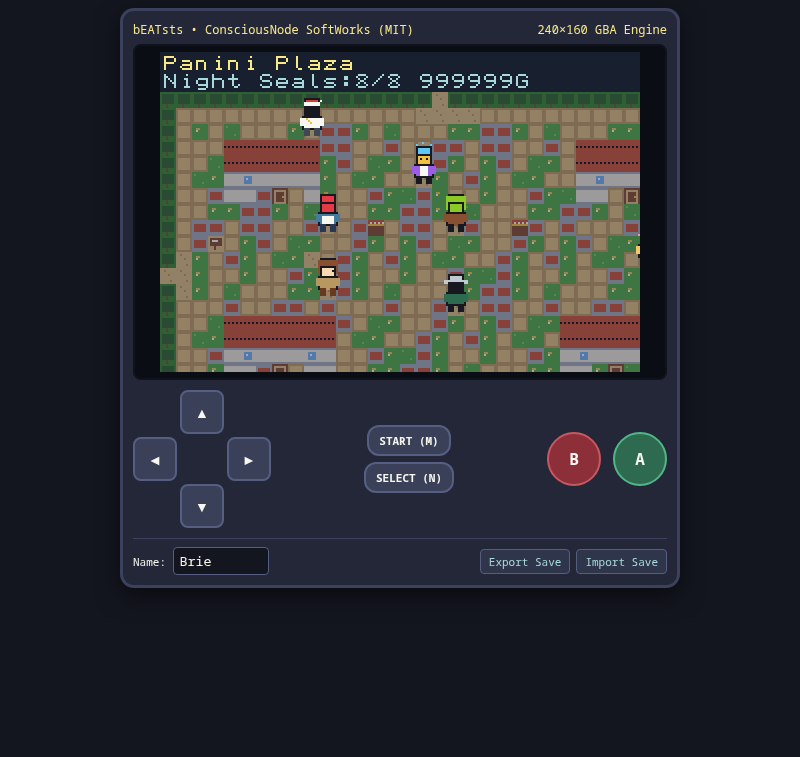 bEATsts • ConsciousNode SoftWorks (MIT)
240×160 GBA Engine
Panini Plaza
Night Seals:8/8 999999G
▲
◄
►
▼
START (M)
SELECT (N)
B
A
Name:
Brie
Export Save
Import Save